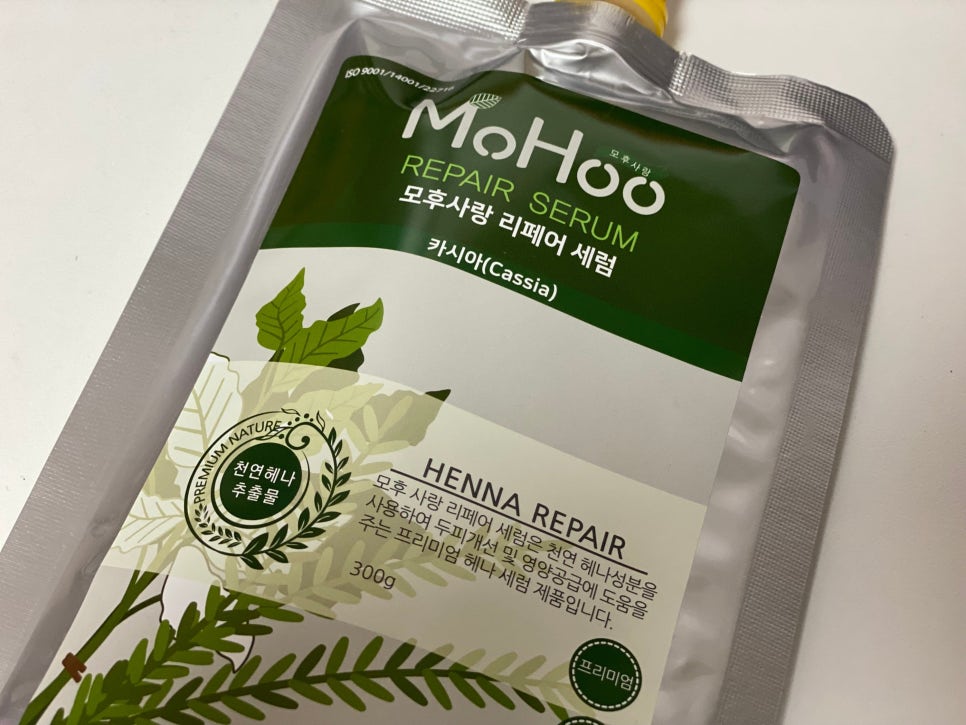 ISO 9001/14001/22716
MoHoo
모후사랑
REPAIR SERUM
모후사랑 리페어 세럼
카시아(Cassia)
PREMIUM NATURE
천연헤나
추출물
HENNA REPAIR
모후 사랑 리페어 세럼은 천연 헤나성분을
사용하여 두피개선 및 영양공급에 도움을
주는 프리미엄 헤나 세럼 제품입니다.
300g
프리미엄